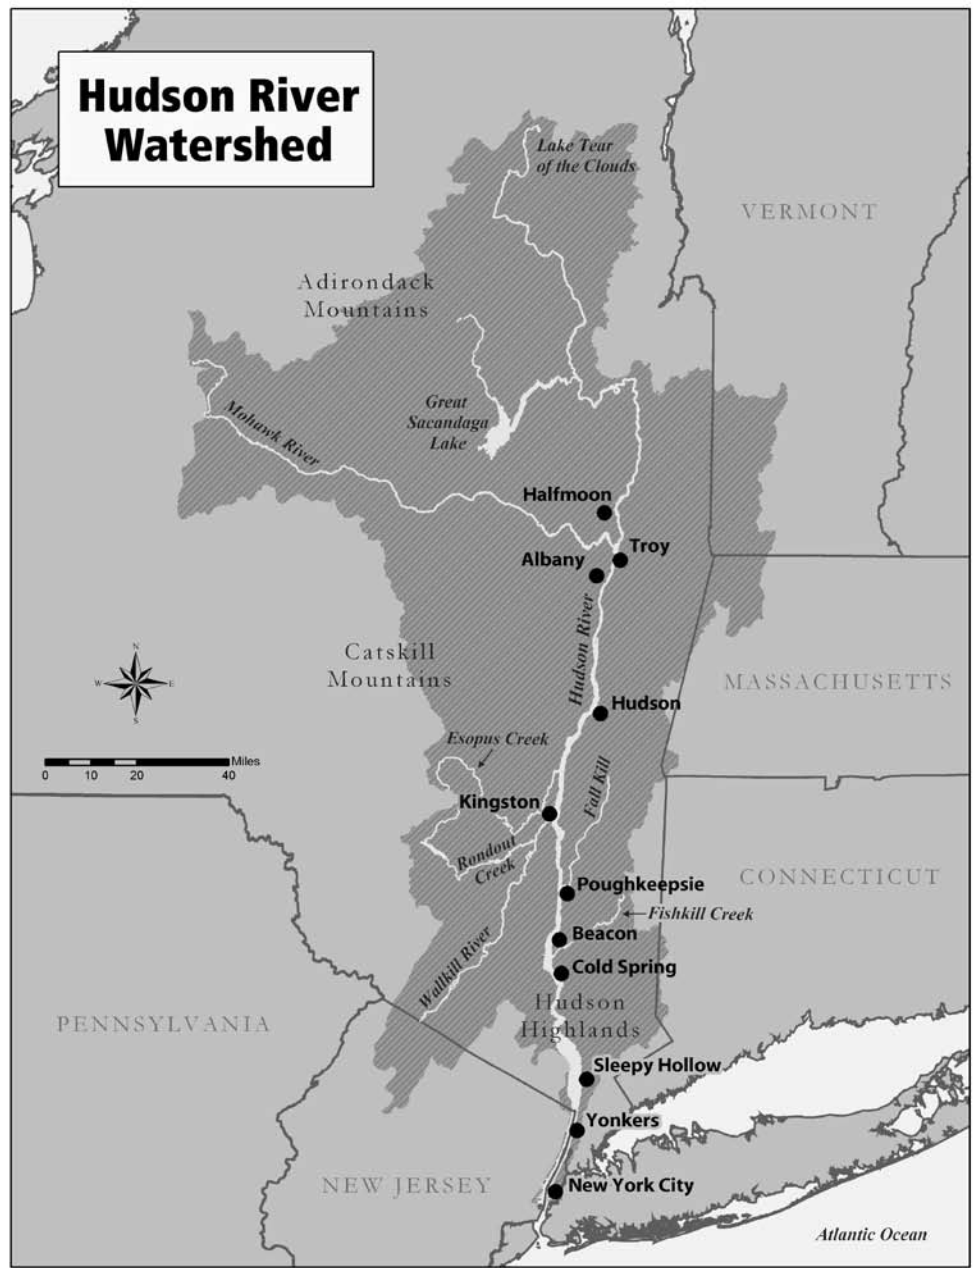 Hudson River
Watershed
Lake Tear
of the Clouds
VERMONT
Adirondack
Mountains
Great
Sacandaga
Lake
Mohawk River
Halfmoon
Troy
Albany
Hudson River
Catskill
Mountains
N
W
E
S
MASSACHUSETTS
Hudson
Esopus Creek
Miles
0
10
20
40
Fall Kill
Kingston
Rondout
Creek
CONNECTICUT
Poughkeepsie
Fishkill Creek
Beacon
Wallkill River
Cold Spring
Hudson
Highlands
PENNSYLVANIA
Sleepy Hollow
Yonkers
NEW JERSEY
New York City
Atlantic Ocean